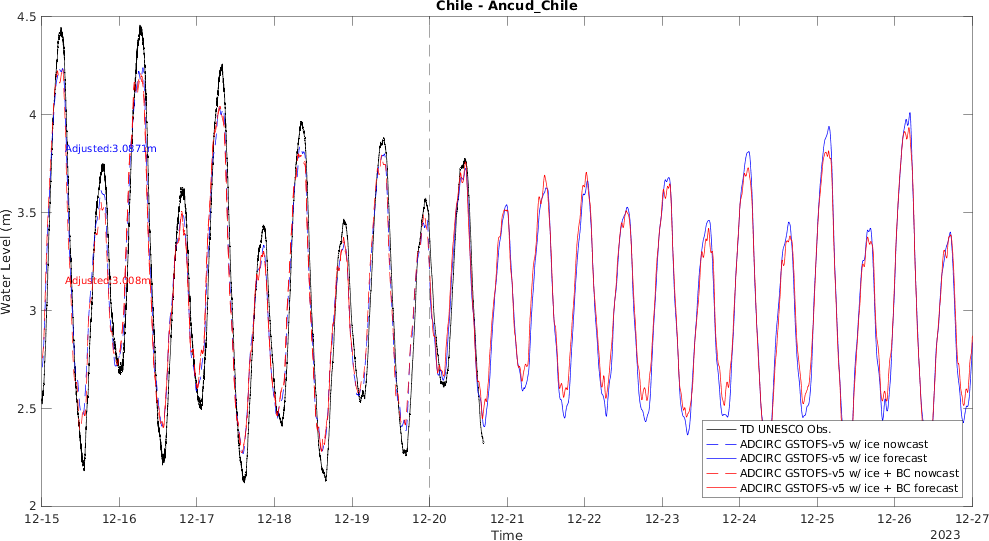 Chile - Ancud_Chile
4.5
4
3.5
3
2.5
2
Water Level (m)
Adjusted:3.0871m
Adjusted:3.008m
TD UNESCO Obs.
ADCIRC GSTOFS-v5 w/ ice nowcast
ADCIRC GSTOFS-v5 w/ ice forecast
ADCIRC GSTOFS-v5 w/ ice + BC nowcast
ADCIRC GSTOFS-v5 w/ ice + BC forecast
12-15 12-16 12-17 12-18 12-19 12-20 12-21 12-22 12-23 12-24 12-25 12-26 12-27
Time
2023